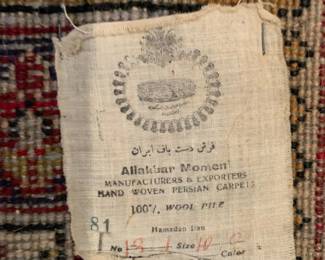 فرش دست باف ایران
Aliakbar Momeni
MANUFACTURERS & EXPORTERS
HAND WOVEN PERSIAN CARPETS
100% WOOL PILE
Hamadan Iran
81
No Size
Color